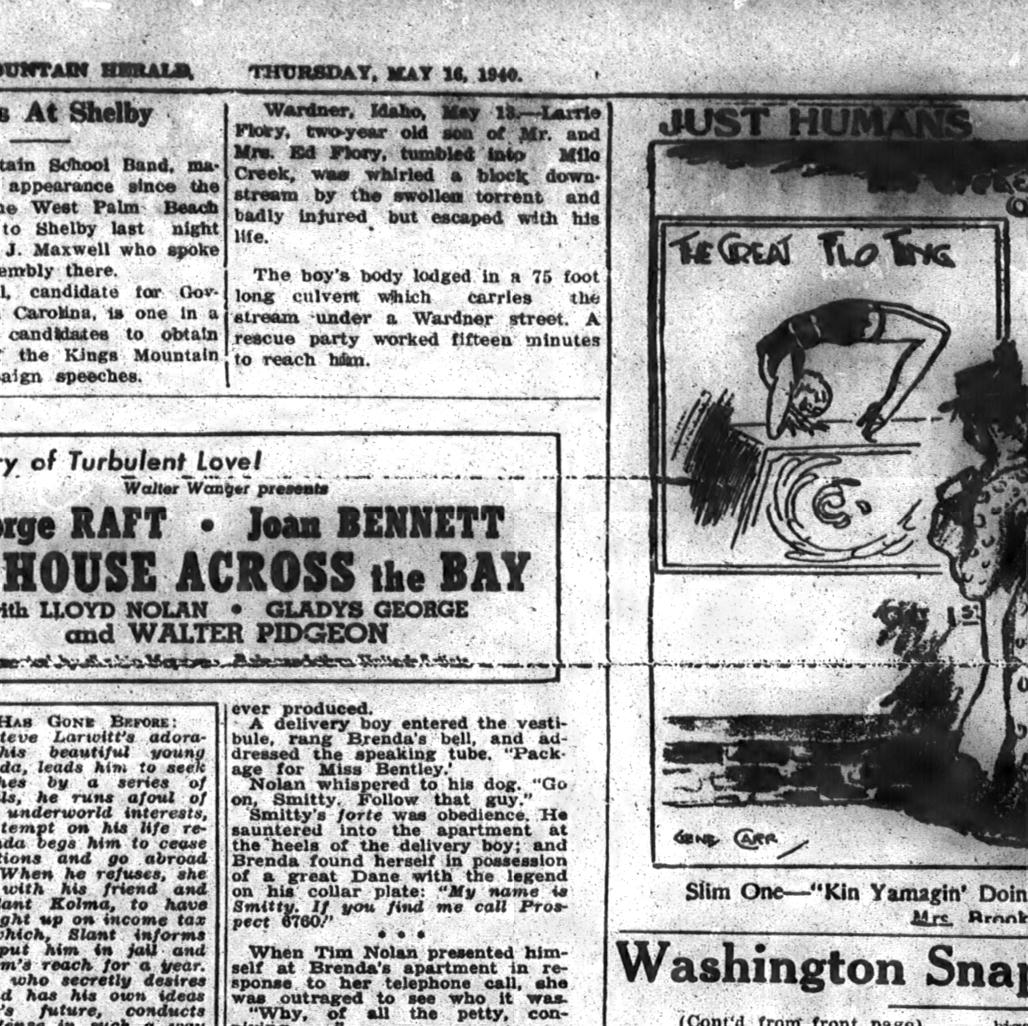 OUNTAIN HERALD, THURSDAY, MAY 16, 1940.
s At Shelby
tain School Band, ma-
appearance since the
he West Palm Beach
to Shelby last night
J. Maxwell who spoke
embly there.
l, candidate for Gov-
Carolina, is one in a
candidates to obtain
f the Kings Mountain
aign speeches.
Wardner, Idaho, May 13.—Larrie
Flory, two-year old son of Mr. and
Mrs. Ed Flory, tumbled into Milo
Creek, was whirled a block down-
stream by the swollen torrent and
badly injured but escaped with his
life.
The boy's body lodged in a 75 foot
long culvert which carries the
stream under a Wardner street. A
rescue party worked fifteen minutes
to reach him.
ry of Turbulent Love!
Walter Wanger presents
orge RAFT • Joan BENNETT
HOUSE ACROSS the BAY
ith LLOYD NOLAN • GLADYS GEORGE
and WALTER PIDGEON
HAS GONE BEFORE:
teve Larwitt's adora-
his beautiful young
da, leads him to seek
hes by a series of
ls, he runs afoul of
underworld interests,
tempt on his life re-
nda begs him to cease
tions and go abroad
When he refuses, she
with his friend and
lant Kolma, to have
ght up on income tax
which, Slant informs
put him in jail and
m's reach for a year.
who secretly desires
d has his own ideas
's future, conducts
ense in such a way
ever produced.
A delivery boy entered the vesti-
bule, rang Brenda's bell, and ad-
dressed the speaking tube. "Pack-
age for Miss Bentley.'
Nolan whispered to his dog. "Go
on, Smitty. Follow that guy."
Smitty's forte was obedience. He
sauntered into the apartment at
the heels of the delivery boy; and
Brenda found herself in possession
of a great Dane with the legend
on his collar plate: "My name is
Smitty. If you find me call Pros-
pect 6760."
• • •
When Tim Nolan presented him-
self at Brenda's apartment in re-
sponse to her telephone call, she
was outraged to see who it was.
"Why, of all the petty, con-
JUST HUMANS
THE GREAT FLO TING
GENE CARR
Slim One—"Kin Yamagin' Doin
Mrs. Brook
Washington Snap
(Cont'd from front page)